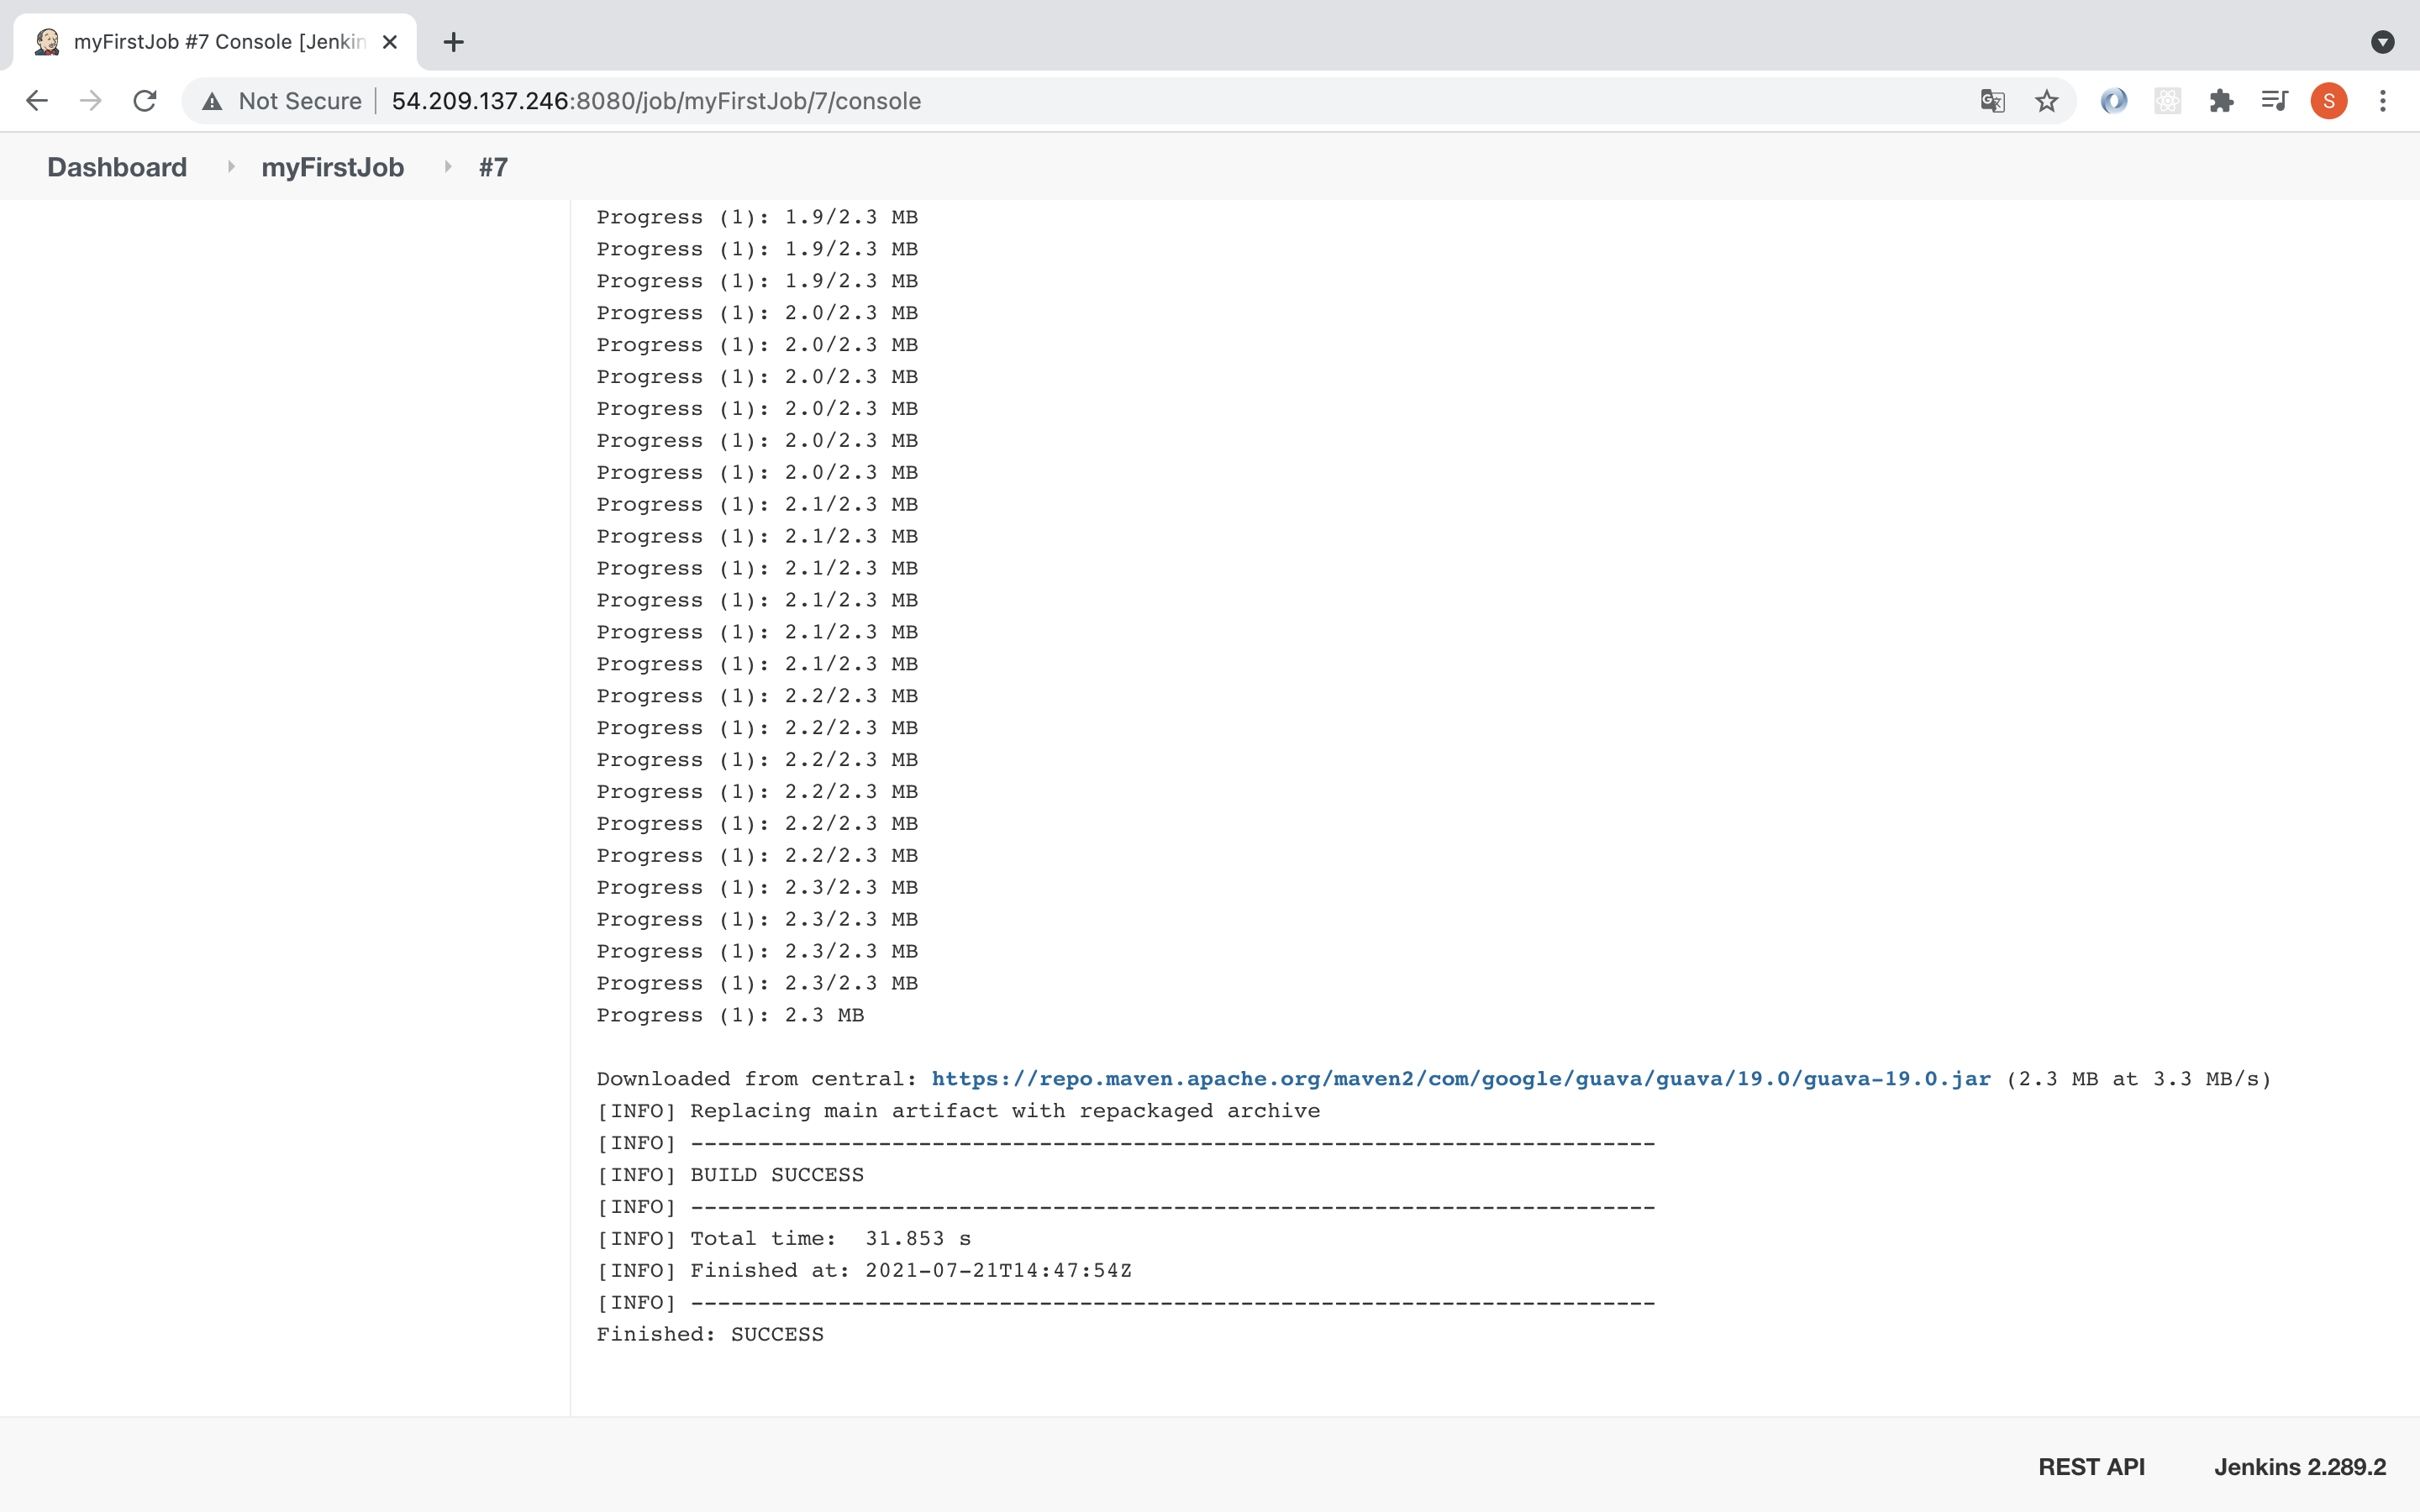 myFirstJob #7 Console [Jenkin
Not Secure 54.209.137.246:8080/job/myFirstJob/7/console
S
Dashboard myFirstJob #7
Progress (1): 1.9/2.3 MB
Progress (1): 1.9/2.3 MB
Progress (1): 1.9/2.3 MB
Progress (1): 2.0/2.3 MB
Progress (1): 2.0/2.3 MB
Progress (1): 2.0/2.3 MB
Progress (1): 2.0/2.3 MB
Progress (1): 2.0/2.3 MB
Progress (1): 2.0/2.3 MB
Progress (1): 2.1/2.3 MB
Progress (1): 2.1/2.3 MB
Progress (1): 2.1/2.3 MB
Progress (1): 2.1/2.3 MB
Progress (1): 2.1/2.3 MB
Progress (1): 2.1/2.3 MB
Progress (1): 2.2/2.3 MB
Progress (1): 2.2/2.3 MB
Progress (1): 2.2/2.3 MB
Progress (1): 2.2/2.3 MB
Progress (1): 2.2/2.3 MB
Progress (1): 2.2/2.3 MB
Progress (1): 2.3/2.3 MB
Progress (1): 2.3/2.3 MB
Progress (1): 2.3/2.3 MB
Progress (1): 2.3/2.3 MB
Progress (1): 2.3 MB
Downloaded from central: https://repo.maven.apache.org/maven2/com/google/guava/guava/19.0/guava-19.0.jar (2.3 MB at 3.3 MB/s)
[INFO] Replacing main artifact with repackaged archive
[INFO] ------------------------------------------------------------------------
[INFO] BUILD SUCCESS
[INFO] ------------------------------------------------------------------------
[INFO] Total time:  31.853 s
[INFO] Finished at: 2021-07-21T14:47:54Z
[INFO] ------------------------------------------------------------------------
Finished: SUCCESS
REST API Jenkins 2.289.2